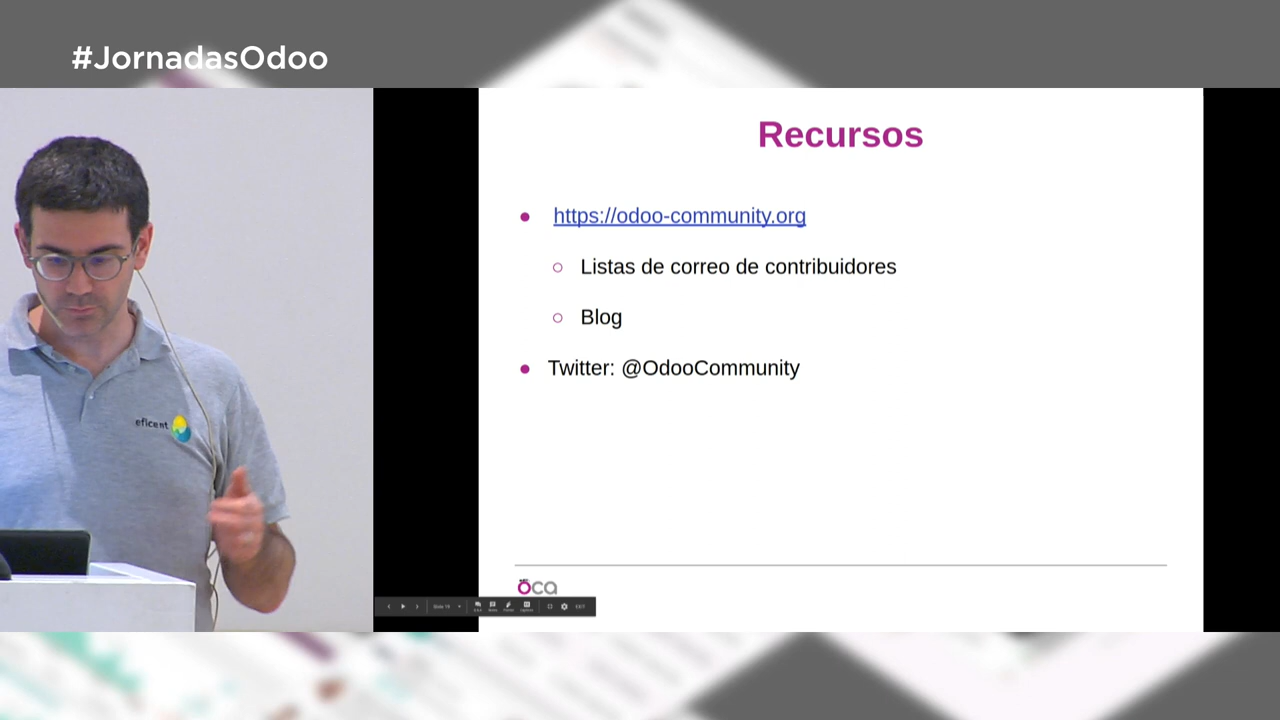 #JornadasOdoo
Recursos
https://odoo-community.org
Listas de correo de contribuidores
Blog
Twitter: @OdooCommunity
eficent
oca